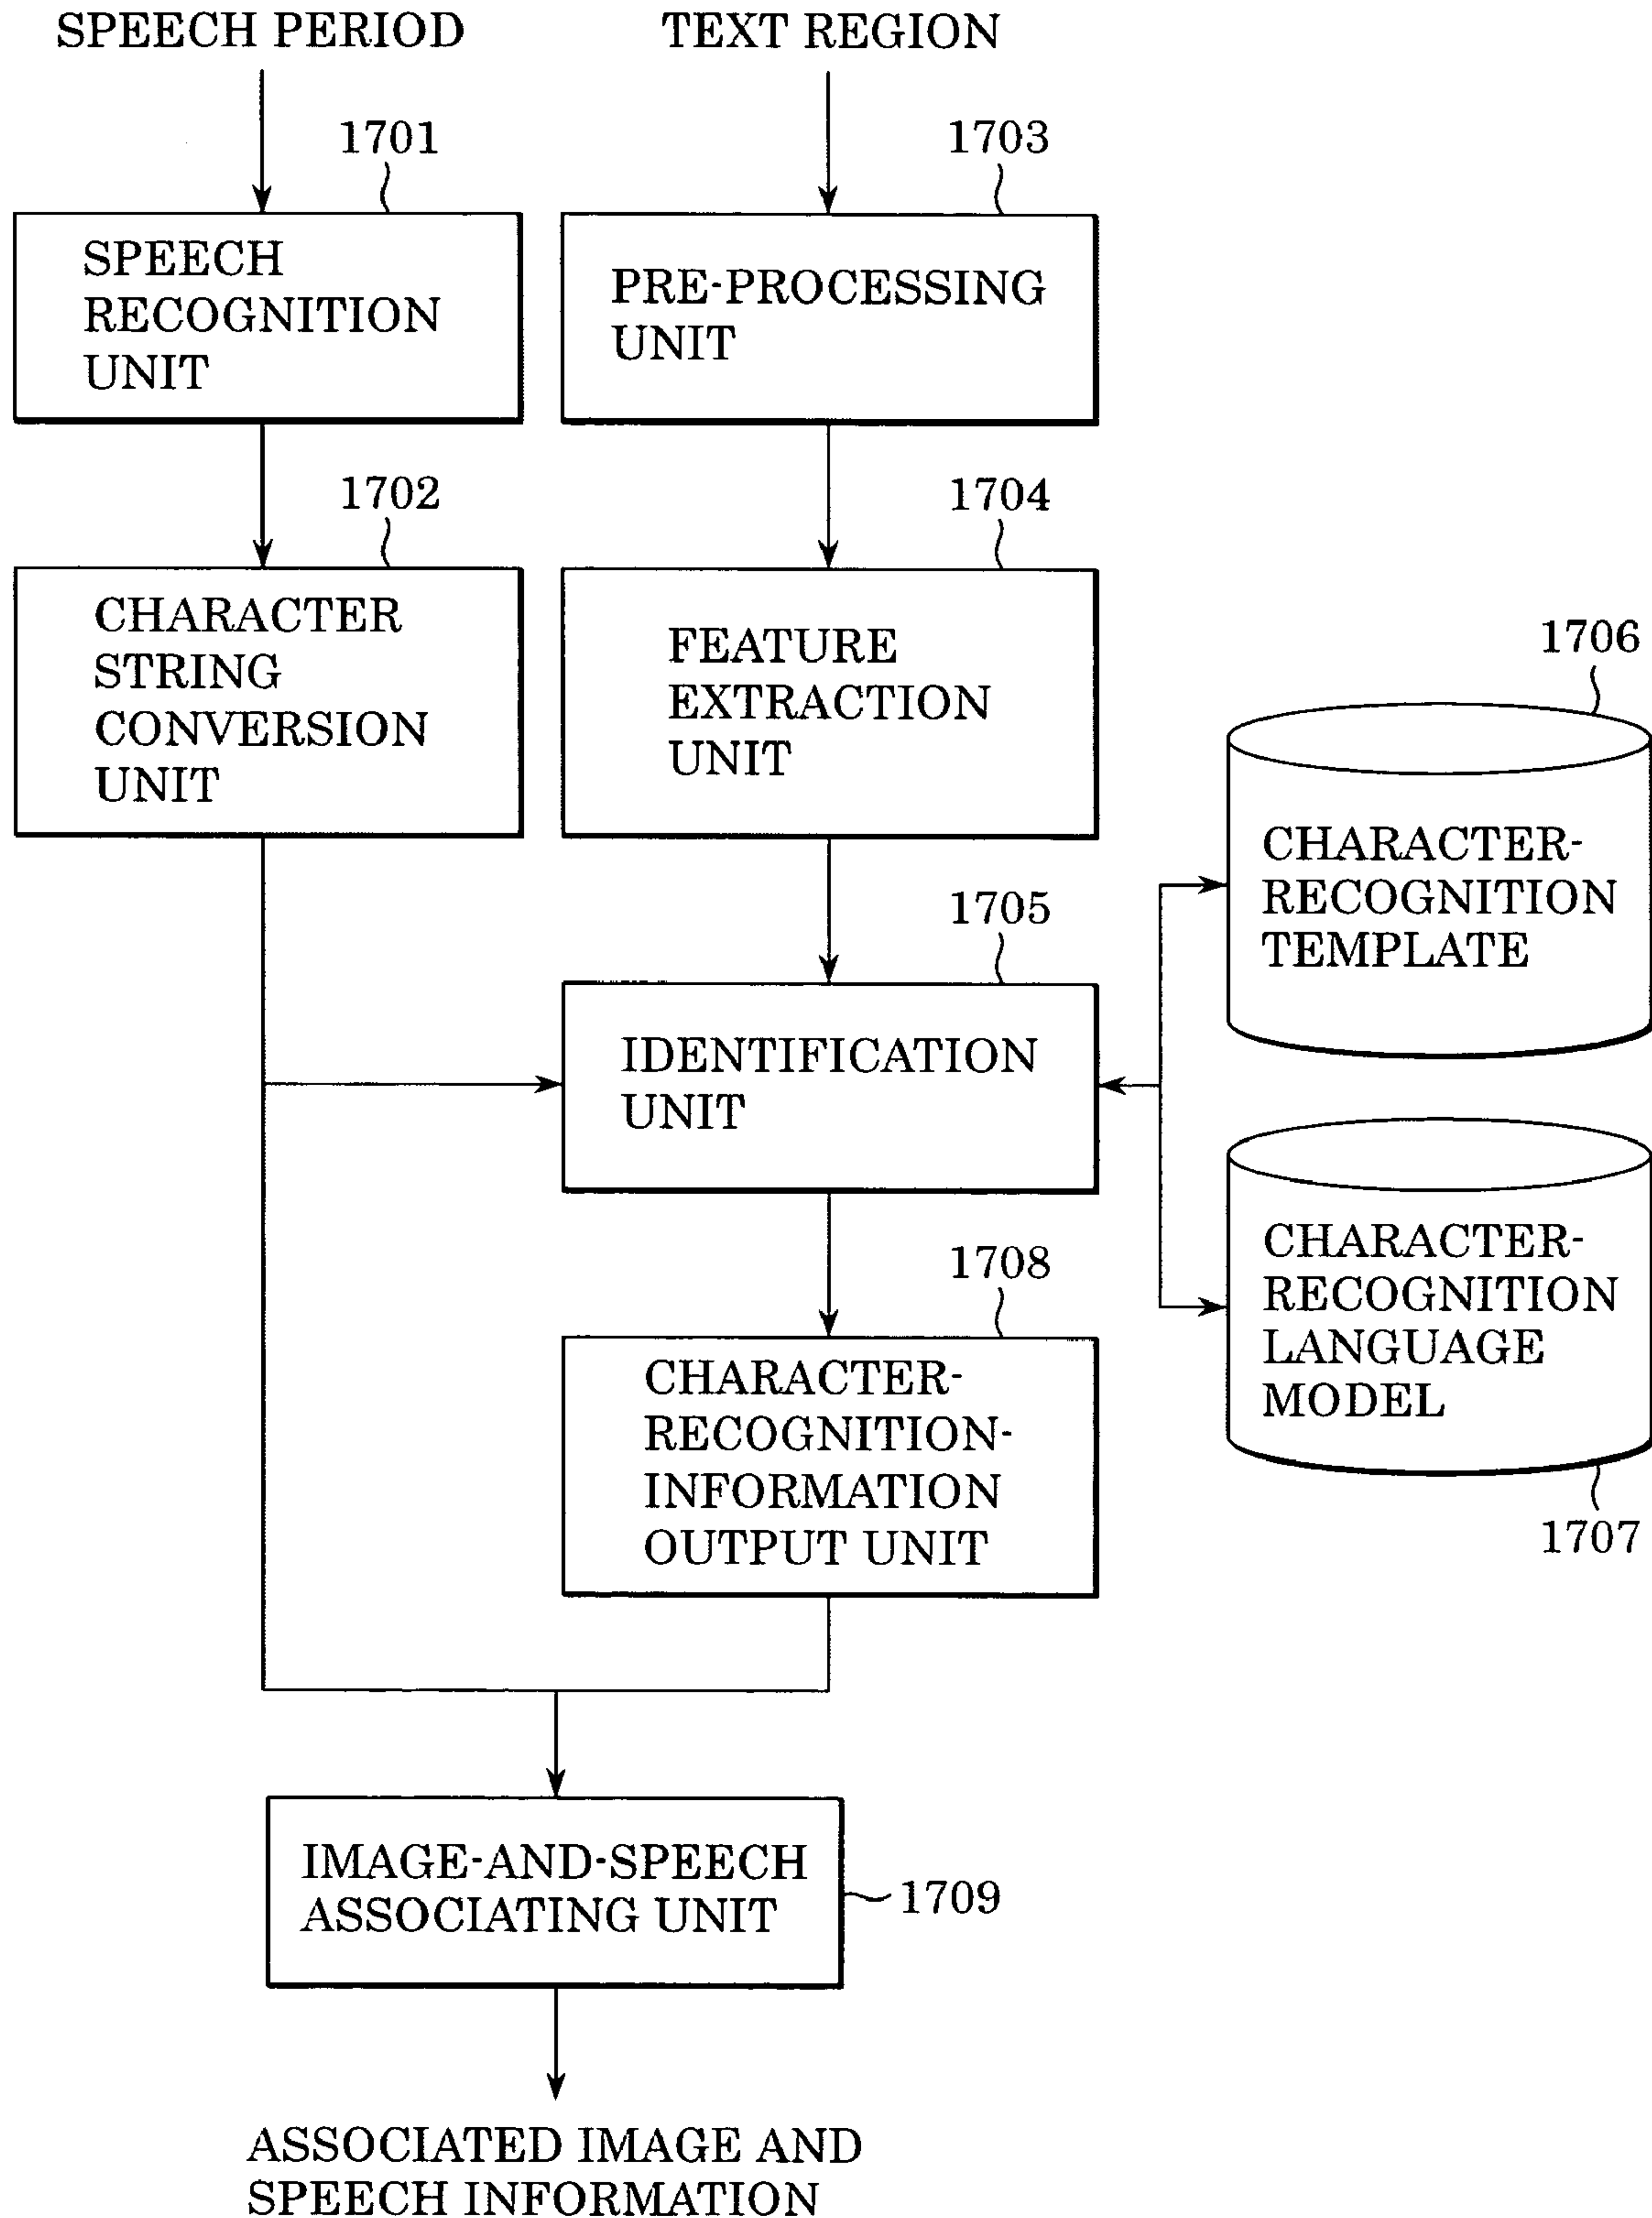 SPEECH PERIOD
TEXT REGION
1701
1703
SPEECH
RECOGNITION
UNIT
PRE-PROCESSING
UNIT
1702
1704
CHARACTER
STRING
CONVERSION
UNIT
FEATURE
EXTRACTION
UNIT
1706
CHARACTER-
RECOGNITION
TEMPLATE
1705
IDENTIFICATION
UNIT
CHARACTER-
RECOGNITION
LANGUAGE
MODEL
1707
1708
CHARACTER-
RECOGNITION-
INFORMATION
OUTPUT UNIT
IMAGE-AND-SPEECH
ASSOCIATING UNIT
1709
ASSOCIATED IMAGE AND
SPEECH INFORMATION